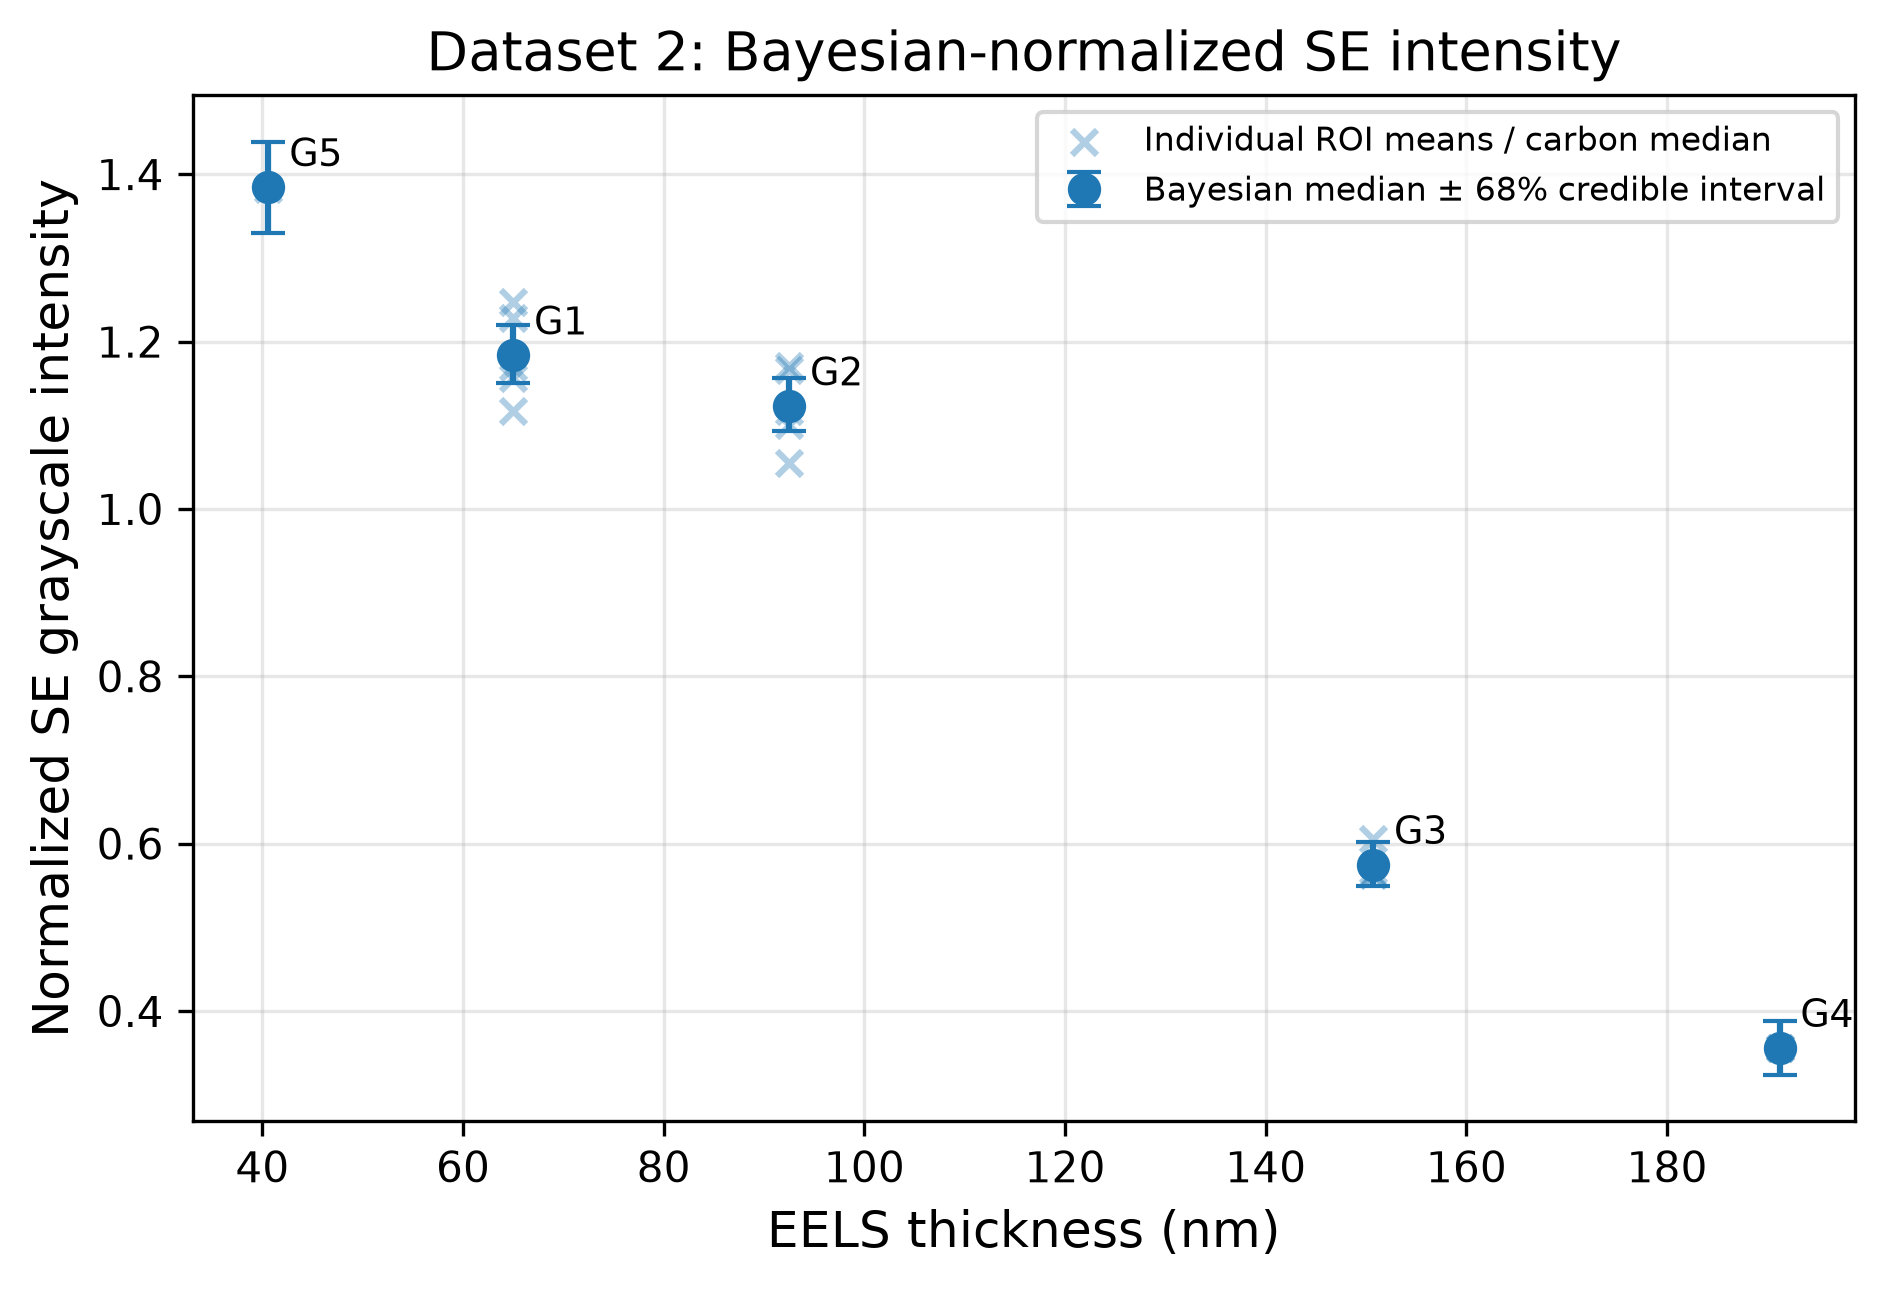 Dataset 2: Bayesian-normalized SE intensity
Individual ROI means / carbon median
Bayesian median ± 68% credible interval
G5
G1
G2
G3
G4
Normalized SE grayscale intensity
1.4
1.2
1.0
0.8
0.6
0.4
40 60 80 100 120 140 160 180
EELS thickness (nm)